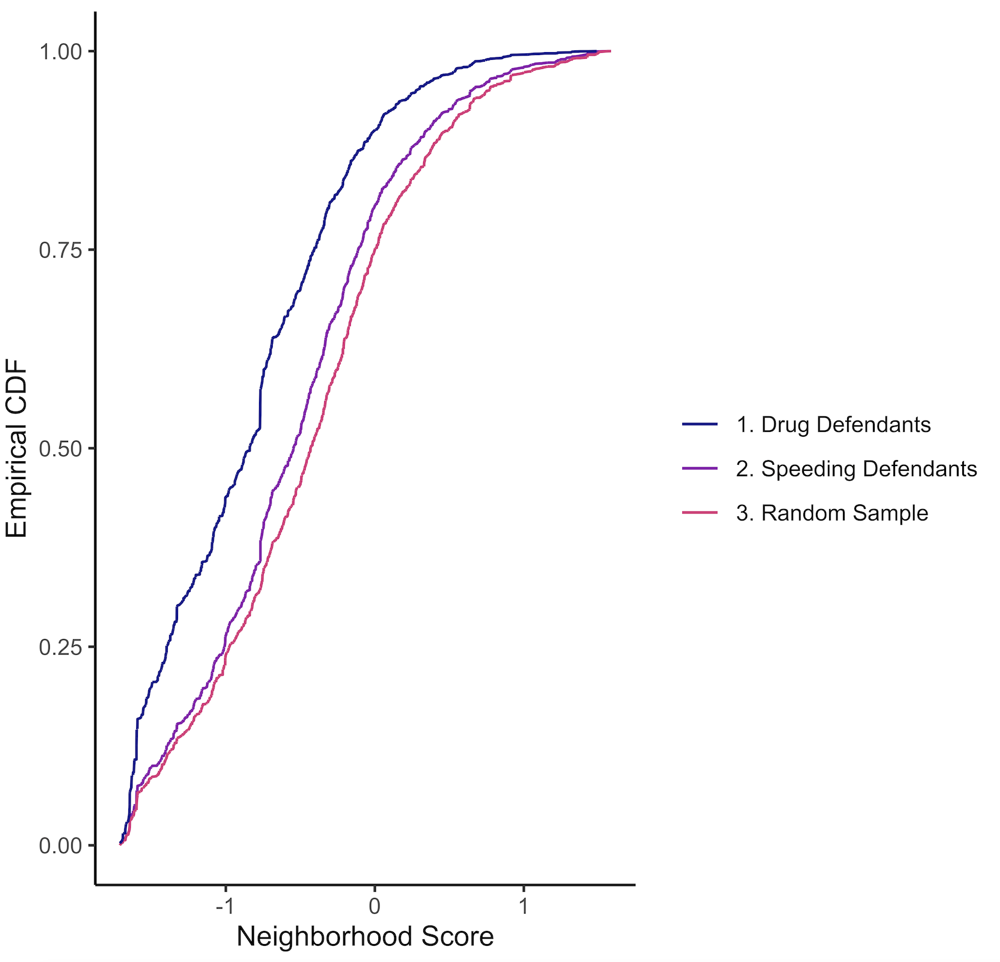 1.00
0.75
0.50
0.25
0.00
Empirical CDF
-1
0
1
Neighborhood Score
1. Drug Defendants
2. Speeding Defendants
3. Random Sample